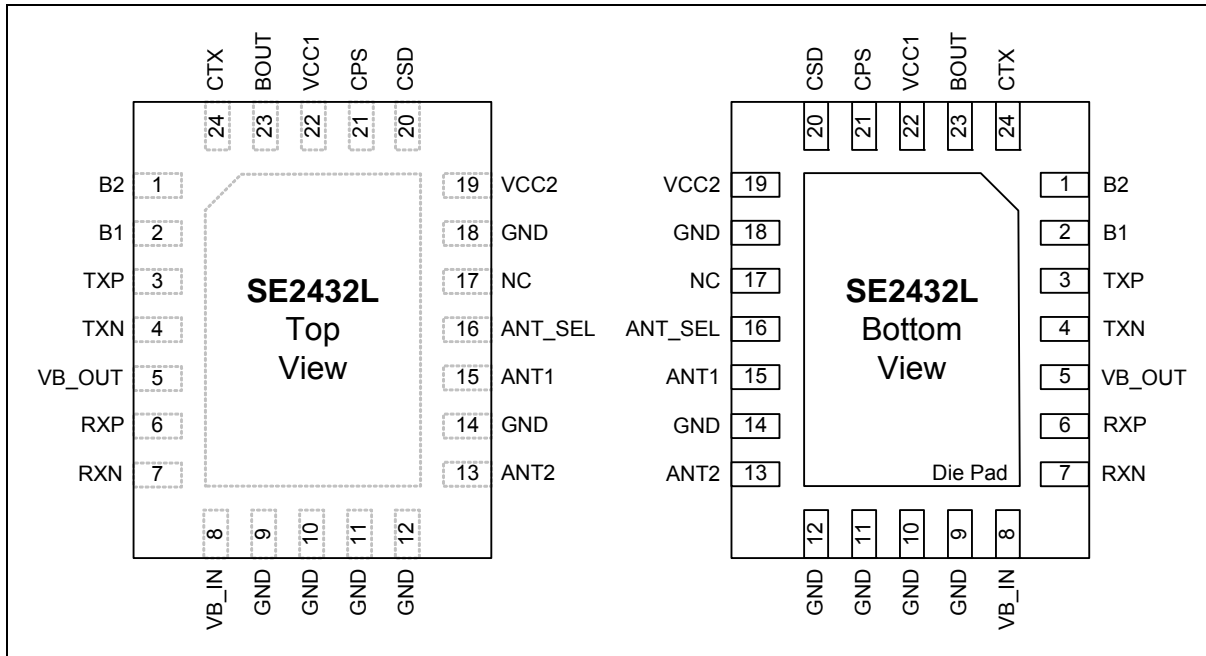 CTX BOUT VCC1 CPS CSD
24 23 22 21 20
B2 1 19 VCC2
B1 2 18 GND
TXP 3 17 NC
TXN 4 16 ANT_SEL
VB_OUT 5 15 ANT1
RXP 6 14 GND
RXN 7 13 ANT2
SE2432L
Top
View
8 9 10 11 12
VB_IN GND GND GND GND
CSD CPS VCC1 BOUT CTX
20 21 22 23 24
VCC2 19 1 B2
GND 18 2 B1
NC 17 3 TXP
ANT_SEL 16 4 TXN
ANT1 15 5 VB_OUT
GND 14 6 RXP
ANT2 13 7 RXN
SE2432L
Bottom
View
Die Pad
12 11 10 9 8
GND GND GND GND VB_IN